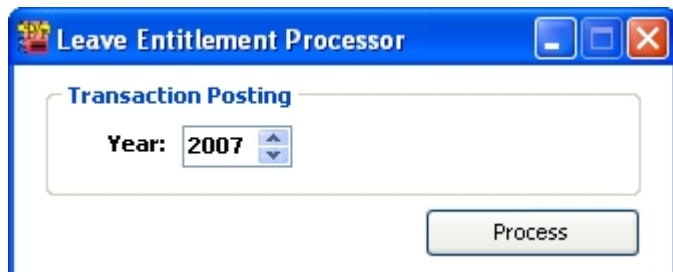 Leave Entitlement Processor
Transaction Posting
Year: 2007
Process